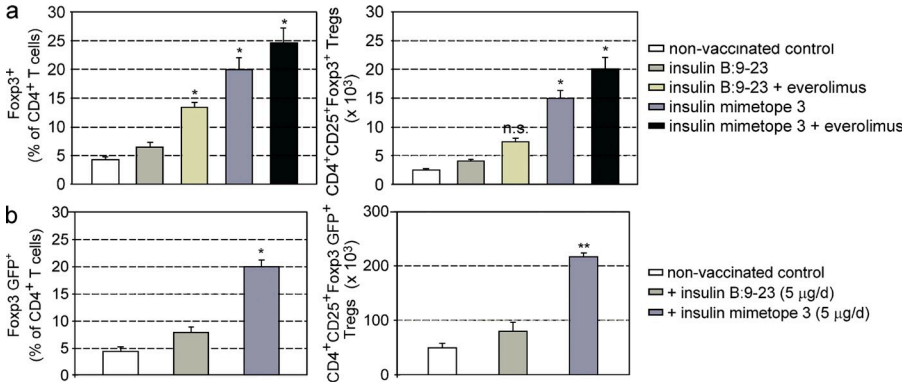 a
Foxp3+
(% of CD4+ T cells)
30
25
20
15
10
5
0
*
*
*
CD4+CD25+Foxp3+ Tregs
(x 10³)
30
25
20
15
10
5
0
n.s.
*
*
non-vaccinated control
insulin B:9-23
insulin B:9-23 + everolimus
insulin mimetope 3
insulin mimetope 3 + everolimus
b
Foxp3 GFP+
(% of CD4+ T cells)
30
25
20
15
10
5
0
*
CD4+CD25+Foxp3 GFP+
Tregs
(x 10³)
300
200
100
0
**
non-vaccinated control
+ insulin B:9-23 (5 µg/d)
+ insulin mimetope 3 (5 µg/d)